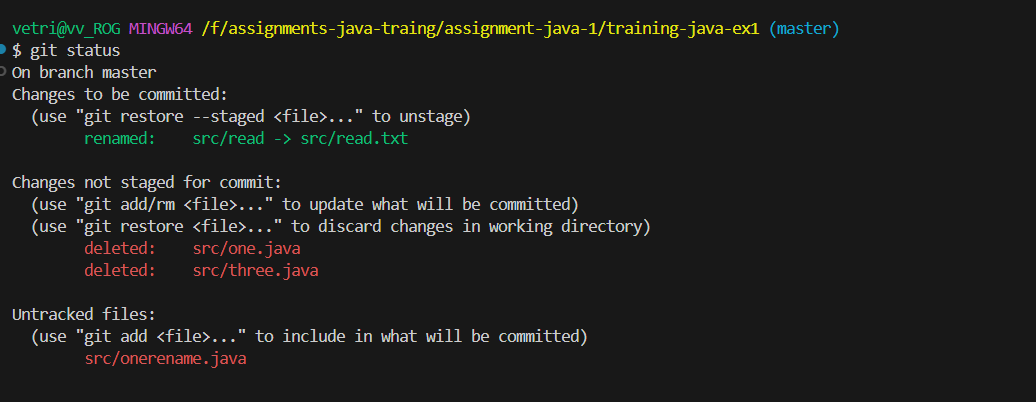 vetri@vv_ROG MINGW64 /f/assignments-java-traing/assignment-java-1/training-java-ex1 (master)
$ git status
On branch master
Changes to be committed:
  (use "git restore --staged <file>..." to unstage)
        renamed:    src/read -> src/read.txt

Changes not staged for commit:
  (use "git add/rm <file>..." to update what will be committed)
  (use "git restore <file>..." to discard changes in working directory)
        deleted:    src/one.java
        deleted:    src/three.java

Untracked files:
  (use "git add <file>..." to include in what will be committed)
        src/onerename.java